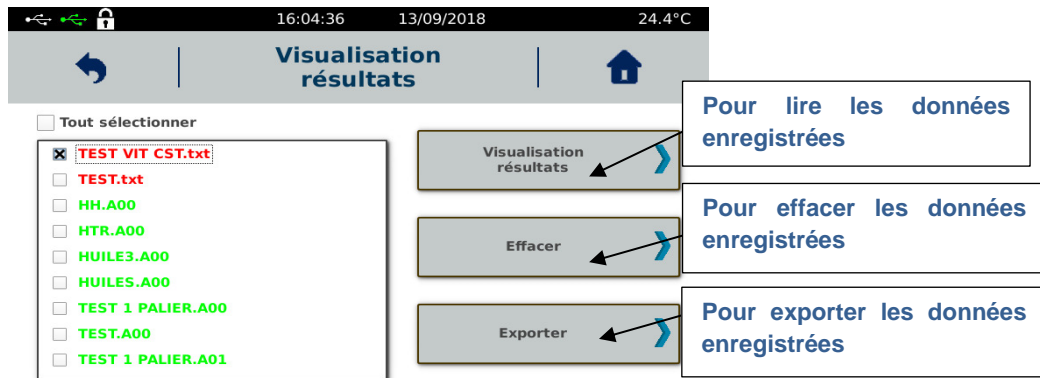 16:04:36 13/09/2018 24.4°C
Visualisation
résultats
Tout sélectionner
TEST VIT CST.txt
TEST.txt
HH.A00
HTR.A00
HUILE3.A00
HUILES.A00
TEST 1 PALIER.A00
TEST.A00
TEST 1 PALIER.A01
Visualisation
résultats
Effacer
Exporter
Pour lire les données
enregistrées
Pour effacer les données
enregistrées
Pour exporter les données
enregistrées